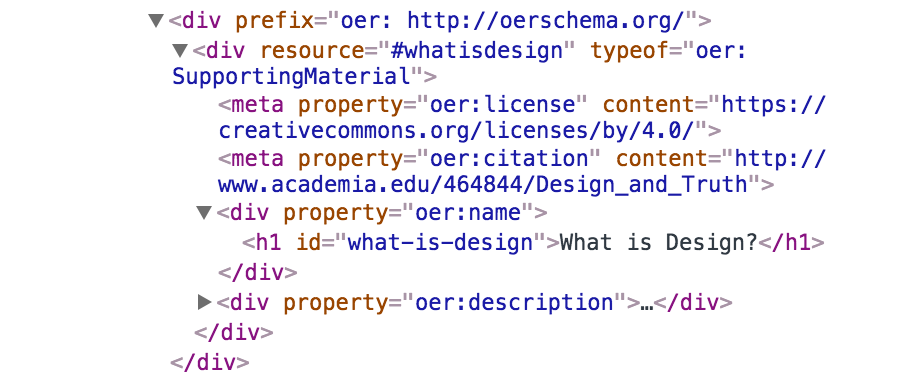 ▼<div prefix="oer: http://oerschema.org/">
▼<div resource="#whatisdesign" typeof="oer:
SupportingMaterial">
<meta property="oer:license" content="https://
creativecommons.org/licenses/by/4.0/">
<meta property="oer:citation" content="http://
www.academia.edu/464844/Design_and_Truth">
▼<div property="oer:name">
<h1 id="what-is-design">What is Design?</h1>
</div>
▶<div property="oer:description">…</div>
</div>
</div>